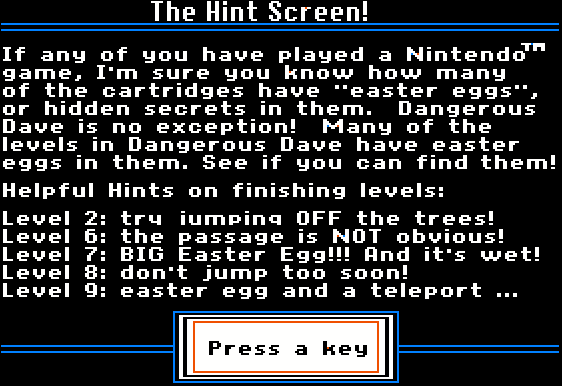 The Hint Screen!
If any of you have played a Nintendo™
game, I'm sure you know how many
of the cartridges have "easter eggs",
or hidden secrets in them.  Dangerous
Dave is no exception!  Many of the
levels in Dangerous Dave have easter
eggs in them. See if you can find them!
Helpful Hints on finishing levels:
Level 2: try jumping OFF the trees!
Level 6: the passage is NOT obvious!
Level 7: BIG Easter Egg!!! And it's wet!
Level 8: don't jump too soon!
Level 9: easter egg and a teleport ...
Press a key